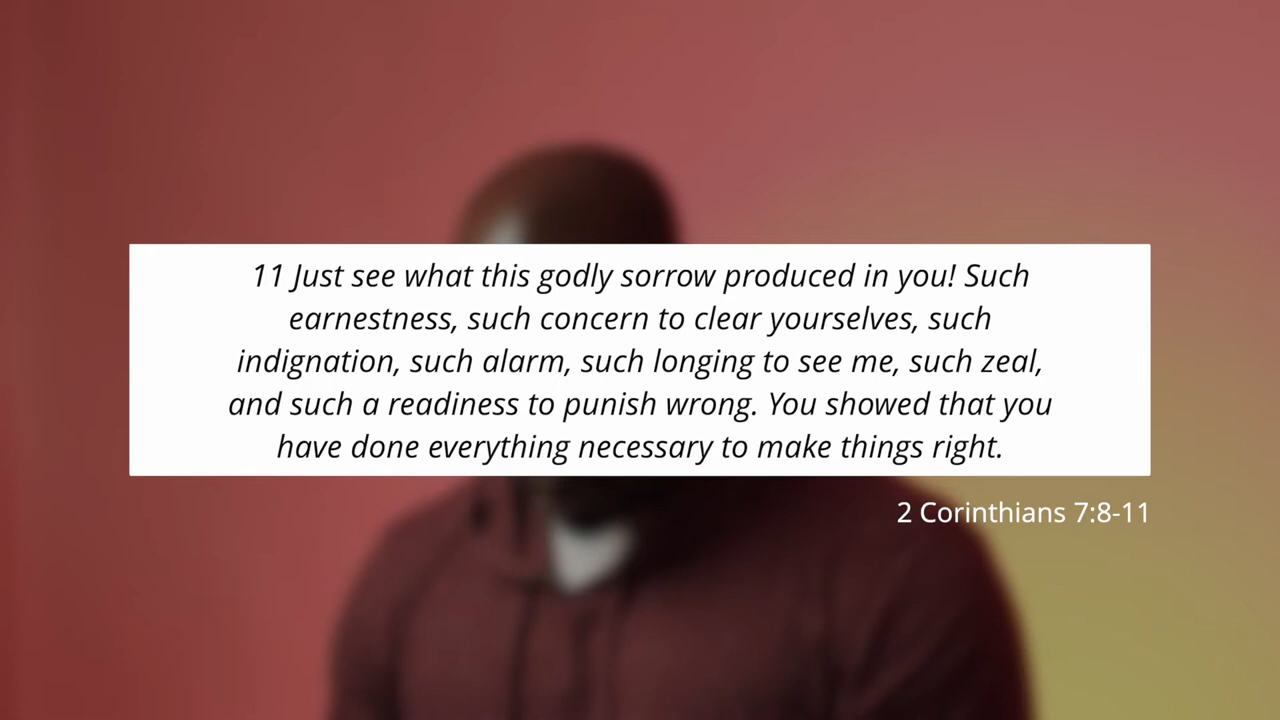 11 Just see what this godly sorrow produced in you! Such
earnestness, such concern to clear yourselves, such
indignation, such alarm, such longing to see me, such zeal,
and such a readiness to punish wrong. You showed that you
have done everything necessary to make things right.
2 Corinthians 7:8-11